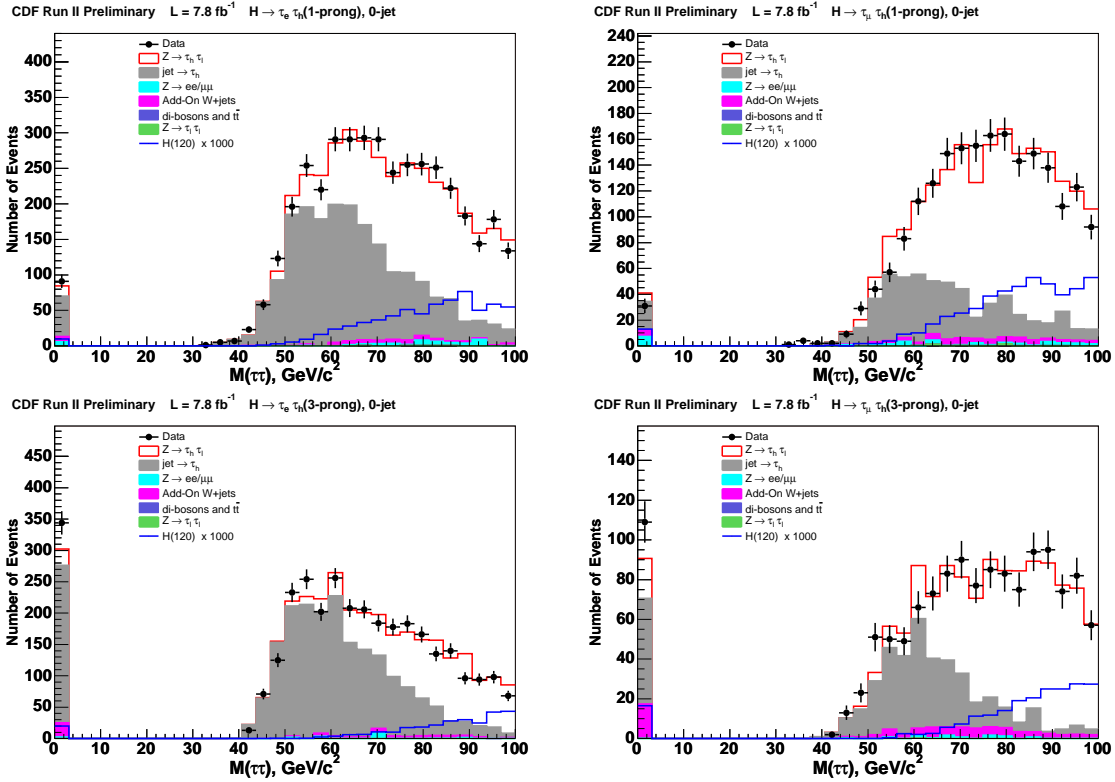 CDF Run II Preliminary L = 7.8 fb⁻¹ H → τₑ τₕ(1-prong), 0-jet
Number of Events
400
350
300
250
200
150
100
50
0
Data
Z → τₕ τₗ
jet → τₕ
Z → ee/μμ
Add-On W+jets
di-bosons and tt̄
Z → τₗ τₗ
H(120) x 1000
0 10 20 30 40 50 60 70 80 90 100
M(ττ), GeV/c²
CDF Run II Preliminary L = 7.8 fb⁻¹ H → τ_μ τₕ(1-prong), 0-jet
Number of Events
240
220
200
180
160
140
120
100
80
60
40
20
0
Data
Z → τₕ τₗ
jet → τₕ
Z → ee/μμ
Add-On W+jets
di-bosons and tt̄
Z → τₗ τₗ
H(120) x 1000
0 10 20 30 40 50 60 70 80 90 100
M(ττ), GeV/c²
CDF Run II Preliminary L = 7.8 fb⁻¹ H → τₑ τₕ(3-prong), 0-jet
Number of Events
450
400
350
300
250
200
150
100
50
0
Data
Z → τₕ τₗ
jet → τₕ
Z → ee/μμ
Add-On W+jets
di-bosons and tt̄
Z → τₗ τₗ
H(120) x 1000
0 10 20 30 40 50 60 70 80 90 100
M(ττ), GeV/c²
CDF Run II Preliminary L = 7.8 fb⁻¹ H → τ_μ τₕ(3-prong), 0-jet
Number of Events
140
120
100
80
60
40
20
0
Data
Z → τₕ τₗ
jet → τₕ
Z → ee/μμ
Add-On W+jets
di-bosons and tt̄
Z → τₗ τₗ
H(120) x 1000
0 10 20 30 40 50 60 70 80 90 100
M(ττ), GeV/c²